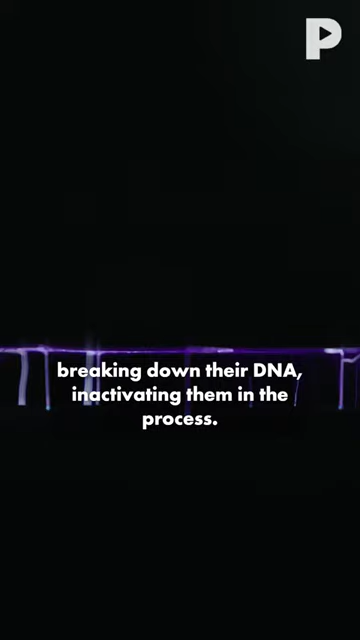 P
breaking down their DNA,
inactivating them in the
process.